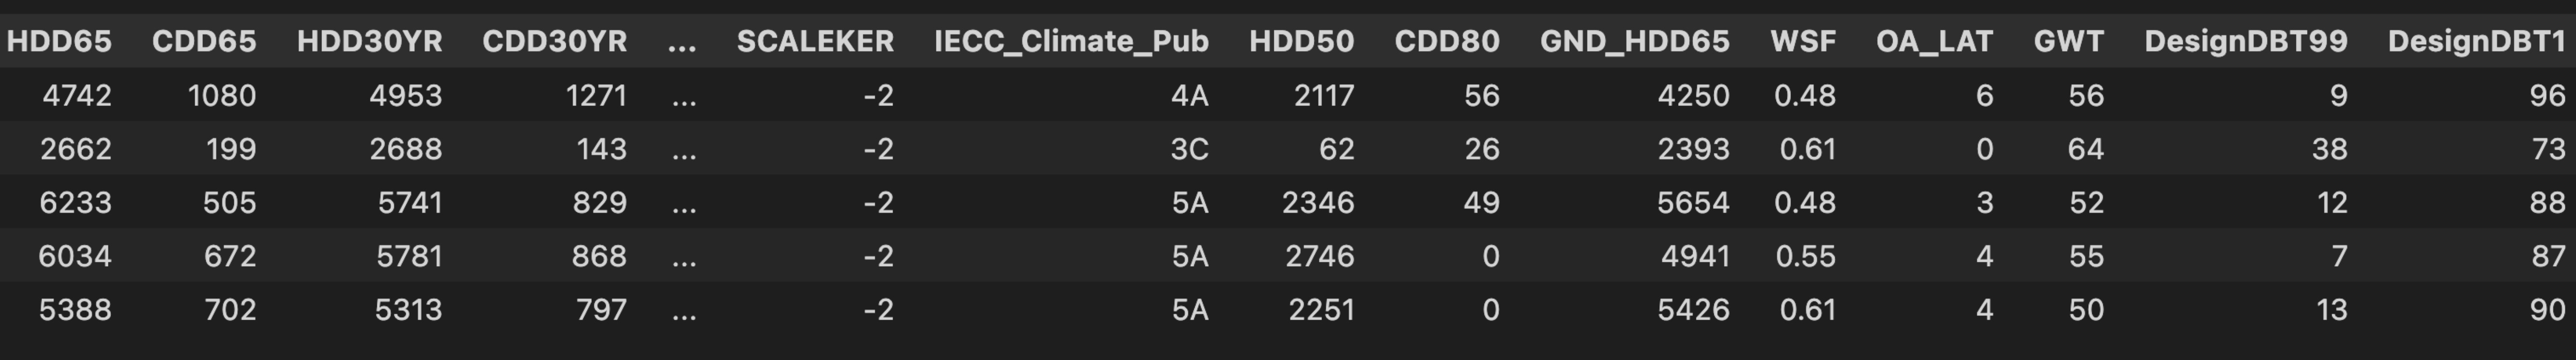 HDD65 CDD65 HDD30YR CDD30YR ... SCALEKER IECC_Climate_Pub HDD50 CDD80 GND_HDD65 WSF OA_LAT GWT DesignDBT99 DesignDBT1
4742 1080 4953 1271 ... -2 4A 2117 56 4250 0.48 6 56 9 96
2662 199 2688 143 ... -2 3C 62 26 2393 0.61 0 64 38 73
6233 505 5741 829 ... -2 5A 2346 49 5654 0.48 3 52 12 88
6034 672 5781 868 ... -2 5A 2746 0 4941 0.55 4 55 7 87
5388 702 5313 797 ... -2 5A 2251 0 5426 0.61 4 50 13 90